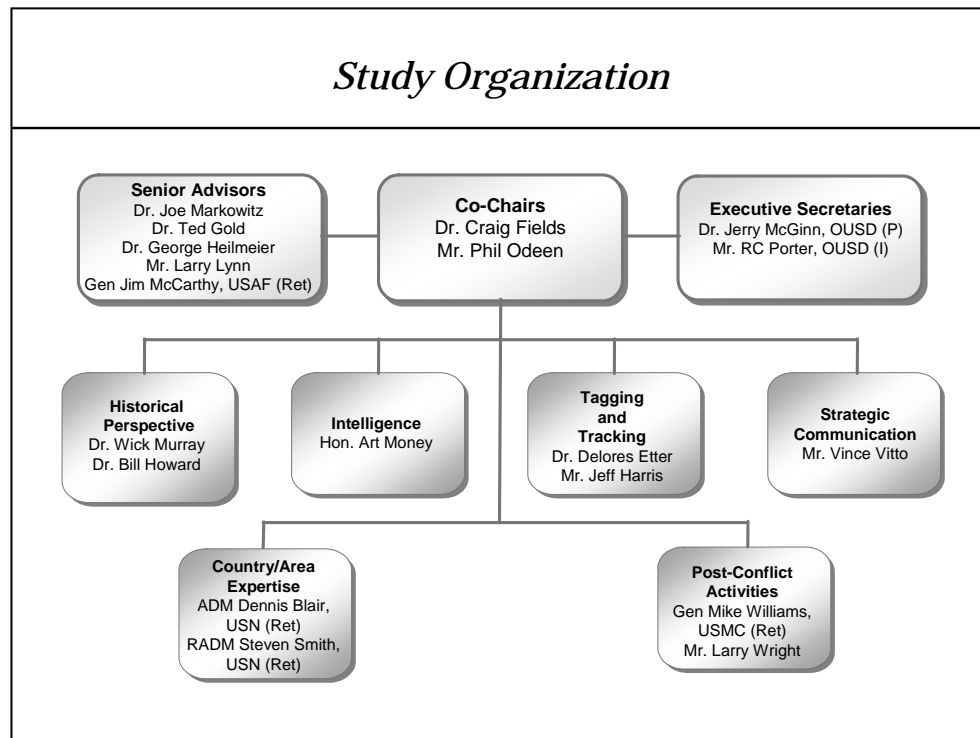 Study Organization
Senior Advisors
Dr. Joe Markowitz
Dr. Ted Gold
Dr. George Heilmeier
Mr. Larry Lynn
Gen Jim McCarthy, USAF (Ret)
Co-Chairs
Dr. Craig Fields
Mr. Phil Odeen
Executive Secretaries
Dr. Jerry McGinn, OUSD (P)
Mr. RC Porter, OUSD (I)
Historical
Perspective
Dr. Wick Murray
Dr. Bill Howard
Intelligence
Hon. Art Money
Tagging
and
Tracking
Dr. Delores Etter
Mr. Jeff Harris
Strategic
Communication
Mr. Vince Vitto
Country/Area
Expertise
ADM Dennis Blair,
USN (Ret)
RADM Steven Smith,
USN (Ret)
Post-Conflict
Activities
Gen Mike Williams,
USMC (Ret)
Mr. Larry Wright